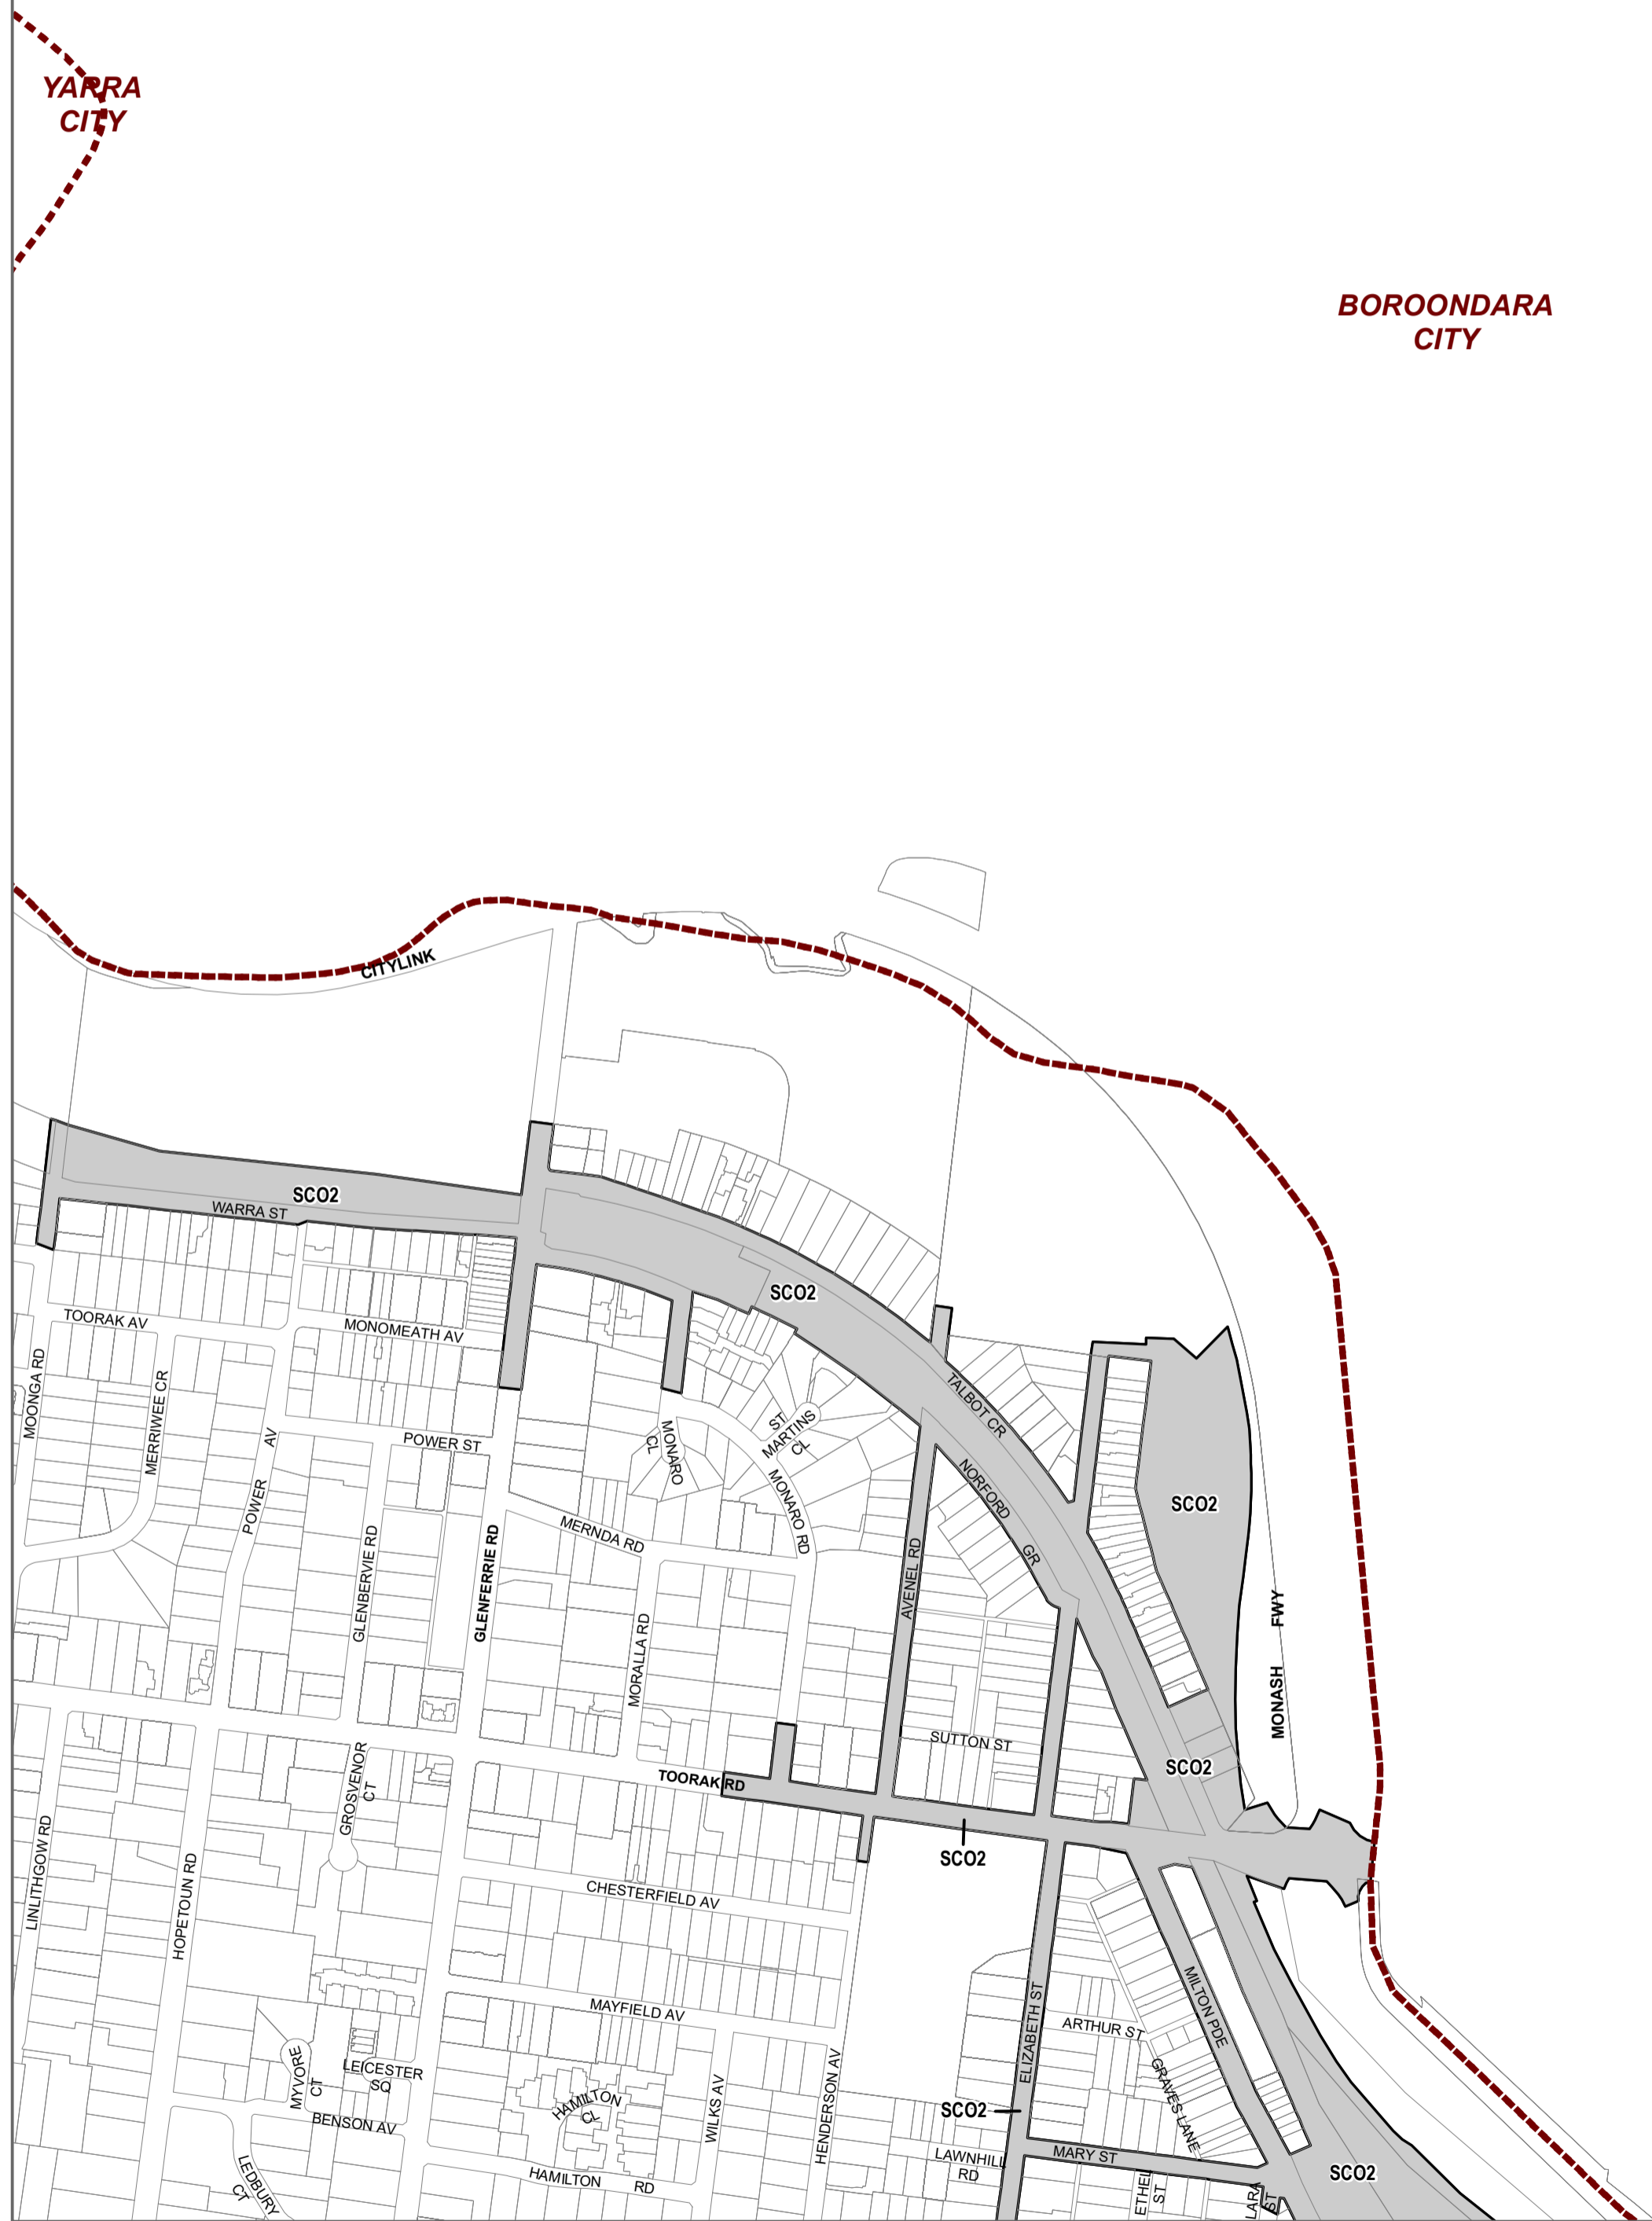 YARRA
CITY
BOROONDARA
CITY
CITYLINK
SCO2
WARRA ST
SCO2
TOORAK AV
MONOMEATH AV
MOONGA RD
MERRIWEE CR
TALBOT CR
ST
MARTINS
CL
POWER AV
POWER ST
MONARO
CL
NORFORD GR
SCO2
MONARO RD
MERNDA RD
GLENBERVIE RD
GLENFERRIE RD
AVENEL RD
MORALLA RD
MONASH FWY
SUTTON ST
GROSVENOR
CT
TOORAK RD
SCO2
SCO2
LINLITHGOW RD
HOPETOUN RD
CHESTERFIELD AV
MAYFIELD AV
ELIZABETH ST
MILTON PDE
ARTHUR ST
GRAVES LANE
MYVORE
CT
LEICESTER
SQ
HAMILTON
CL
WILKS AV
HENDERSON AV
SCO2
BENSON AV
LAWNHILL
RD
MARY ST
SCO2
LEDBURY
CT
HAMILTON RD
ETHEL
ST
LARA
ST